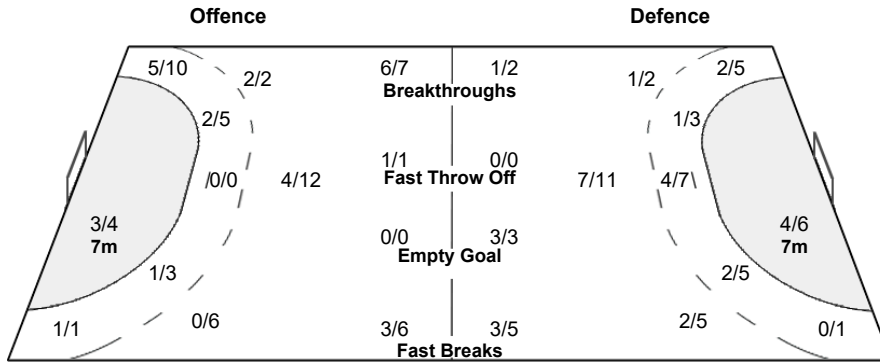 Offence Defence
5/10 2/2 6/7 1/2 1/2 2/5
Breakthroughs
2/5 1/3
1/1 0/0
0/0 4/12 Fast Throw Off 7/11 4/7
3/4 0/0 3/3 4/6
7m Empty Goal 7m
1/3 2/5
1/1 0/6 3/6 3/5 2/5 0/1
Fast Breaks